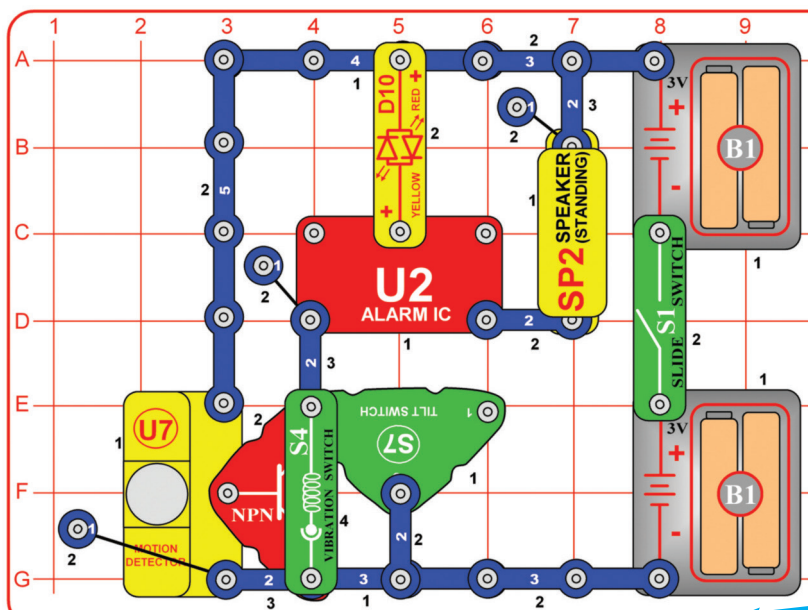 1 2 3 4 5 6 7 8 9
A
B
C
D
E
F
G
4
1
D10
RED
+
YELLOW
+
2
2
3
1
2
2
3
3V
+
-
B1
1
2
5
1
2
U2
ALARM IC
1
1
SP2
SPEAKER
(STANDING)
2
2
S1
SLIDE SWITCH
2
2
3
U7
1
MOTION
DETECTOR
2
NPN
S4
VIBRATION SWITCH
4
TILT SWITCH
1
S7
1
2
2
1
3V
+
-
B1
1
2
2
3
3
1
3
2